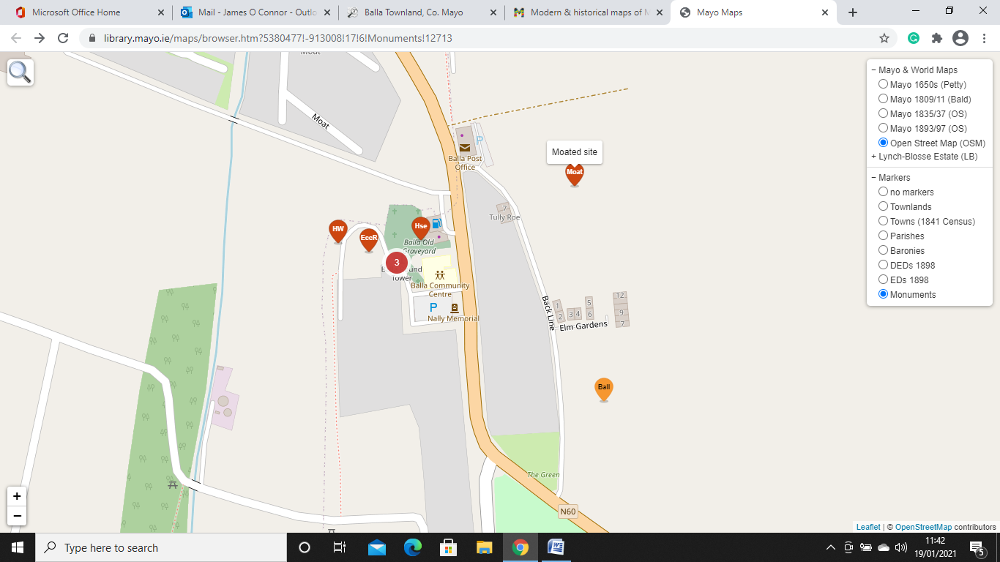 Microsoft Office Home
Mail - James O Connor - Outlo
Balla Townland, Co. Mayo
Modern & historical maps of M
Mayo Maps
library.mayo.ie/maps/browser.htm?5380477!-913008!17!6!Monuments!12713
− Mayo & World Maps
Mayo 1650s (Petty)
Mayo 1809/11 (Bald)
Mayo 1835/37 (OS)
Mayo 1893/97 (OS)
Open Street Map (OSM)
+ Lynch-Blosse Estate (LB)
− Markers
no markers
Townlands
Towns (1841 Census)
Parishes
Baronies
DEDs 1898
EDs 1898
Monuments
Moat
Moat
P
Balla Post
Office
Moated site
Moat
7
Tully Roe
HW
EccR
Hse
Balla Old
Graveyard
3
Tower
Balla Community
Centre
P
Nally Memorial
Back Line
1
2
3 4
5
6
12
9
7
Elm Gardens
Ball
The Green
N60
+
−
Leaflet | © OpenStreetMap contributors
Type here to search
11:42
19/01/2021
5